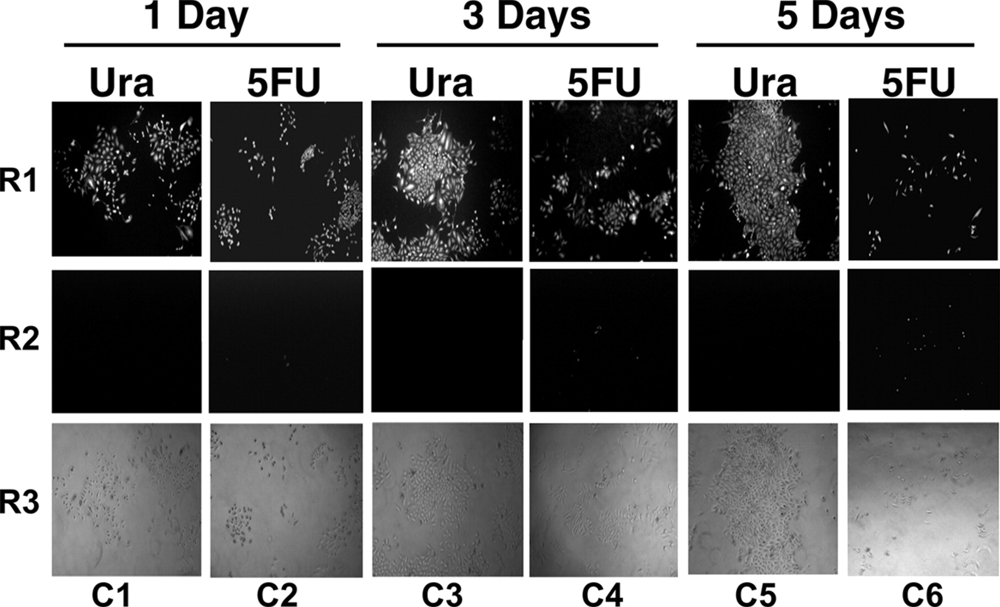 1 Day 3 Days 5 Days
Ura 5FU Ura 5FU Ura 5FU
R1
R2
R3
C1 C2 C3 C4 C5 C6